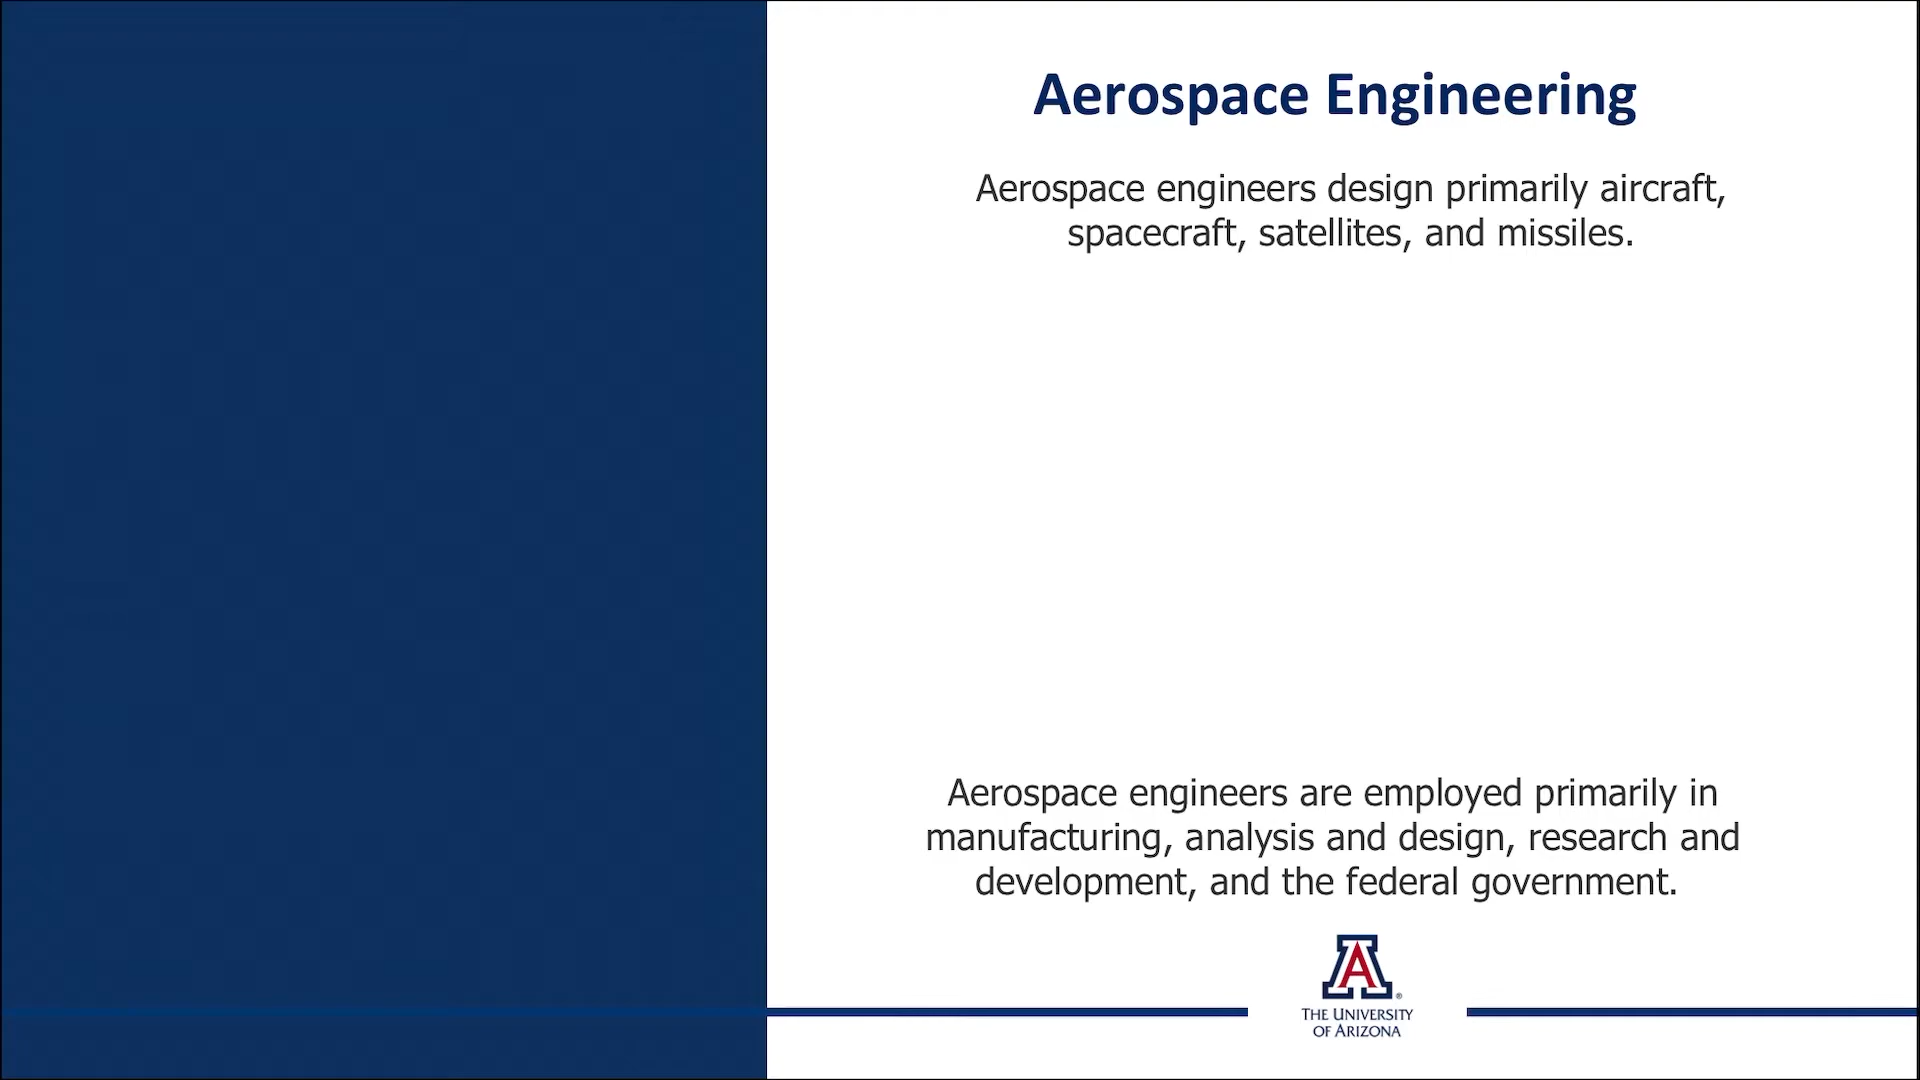 Aerospace Engineering
Aerospace engineers design primarily aircraft,
spacecraft, satellites, and missiles.
Aerospace engineers are employed primarily in
manufacturing, analysis and design, research and
development, and the federal government.
A®
THE UNIVERSITY
OF ARIZONA